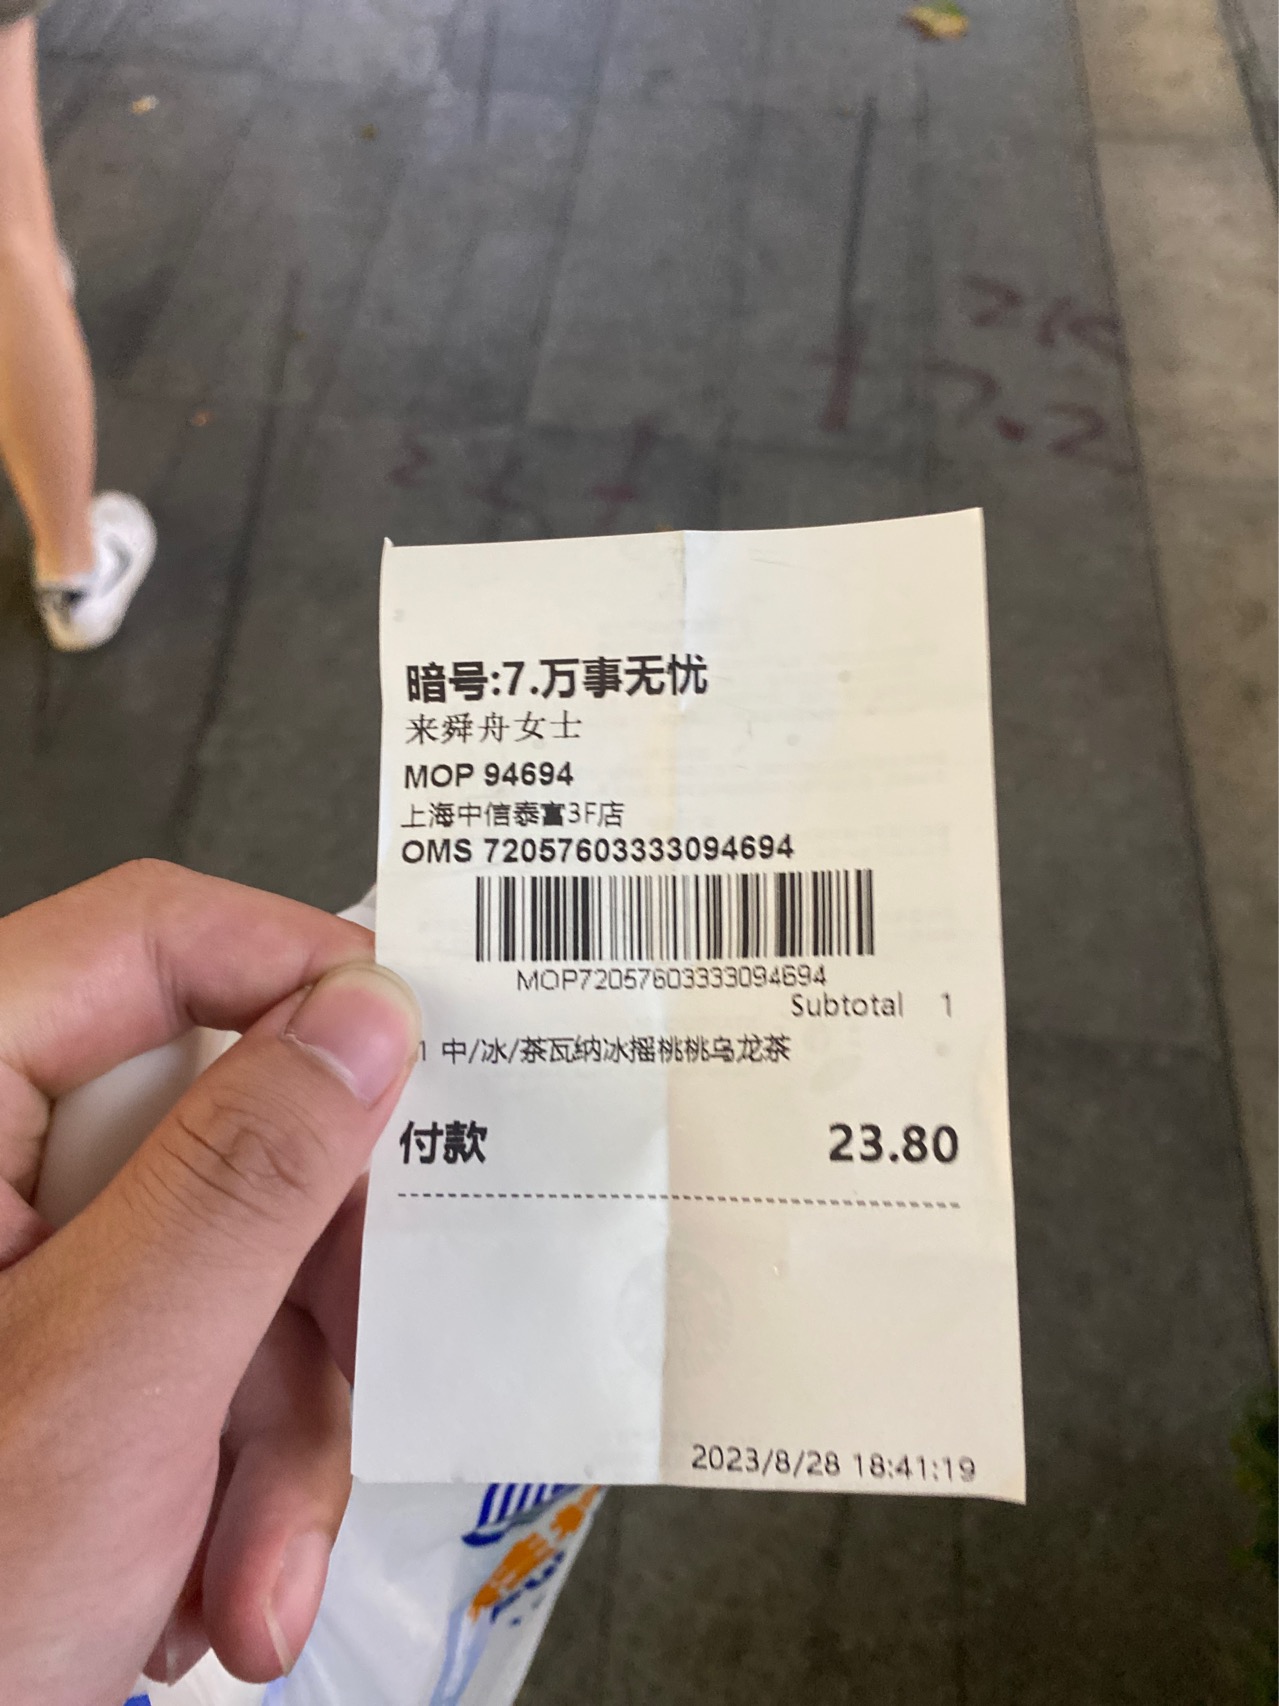 暗号:7.万事无忧
来舜舟女士
MOP 94694
上海中信泰富3F店
OMS 72057603333094694
MOP72057603333094694
Subtotal 1
1 中/冰/茶瓦纳冰摇桃桃乌龙茶
付款 23.80
2023/8/28 18:41:19